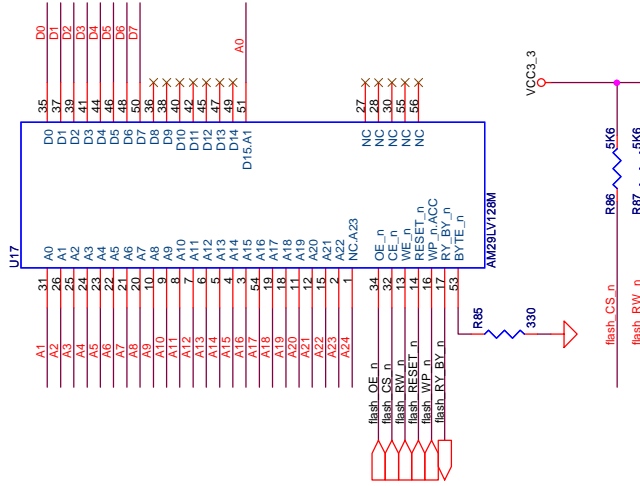 D0
D1
D2
D3
D4
D5
D6
D7
A0
35
37
39
41
44
46
48
50
36
38
40
42
45
47
49
51
27
28
30
55
56
D0
D1
D2
D3
D4
D5
D6
D7
D8
D9
D10
D11
D12
D13
D14
D15.A1
NC
NC
NC
NC
NC
U17
AM29LV128M
A0
A1
A2
A3
A4
A5
A6
A7
A8
A9
A10
A11
A12
A13
A14
A15
A16
A17
A18
A19
A20
A21
A22
NC.A23
OE_n
CE_n
WE_n
RESET_n
WP_n.ACC
RY_BY_n
BYTE_n
31
26
25
24
23
22
21
20
10
9
8
7
6
5
4
3
54
19
18
11
12
15
2
1
34
32
13
14
16
17
53
A1
A2
A3
A4
A5
A6
A7
A8
A9
A10
A11
A12
A13
A14
A15
A16
A17
A18
A19
A20
A21
A22
A23
A24
flash_OE_n
flash_CS_n
flash_RW_n
flash_RESET_n
flash_WP_n
flash_RY_BY_n
R85
330
VCC3_3
R86
5K6
R87
5K6
flash_CS_n
flash_RW_n